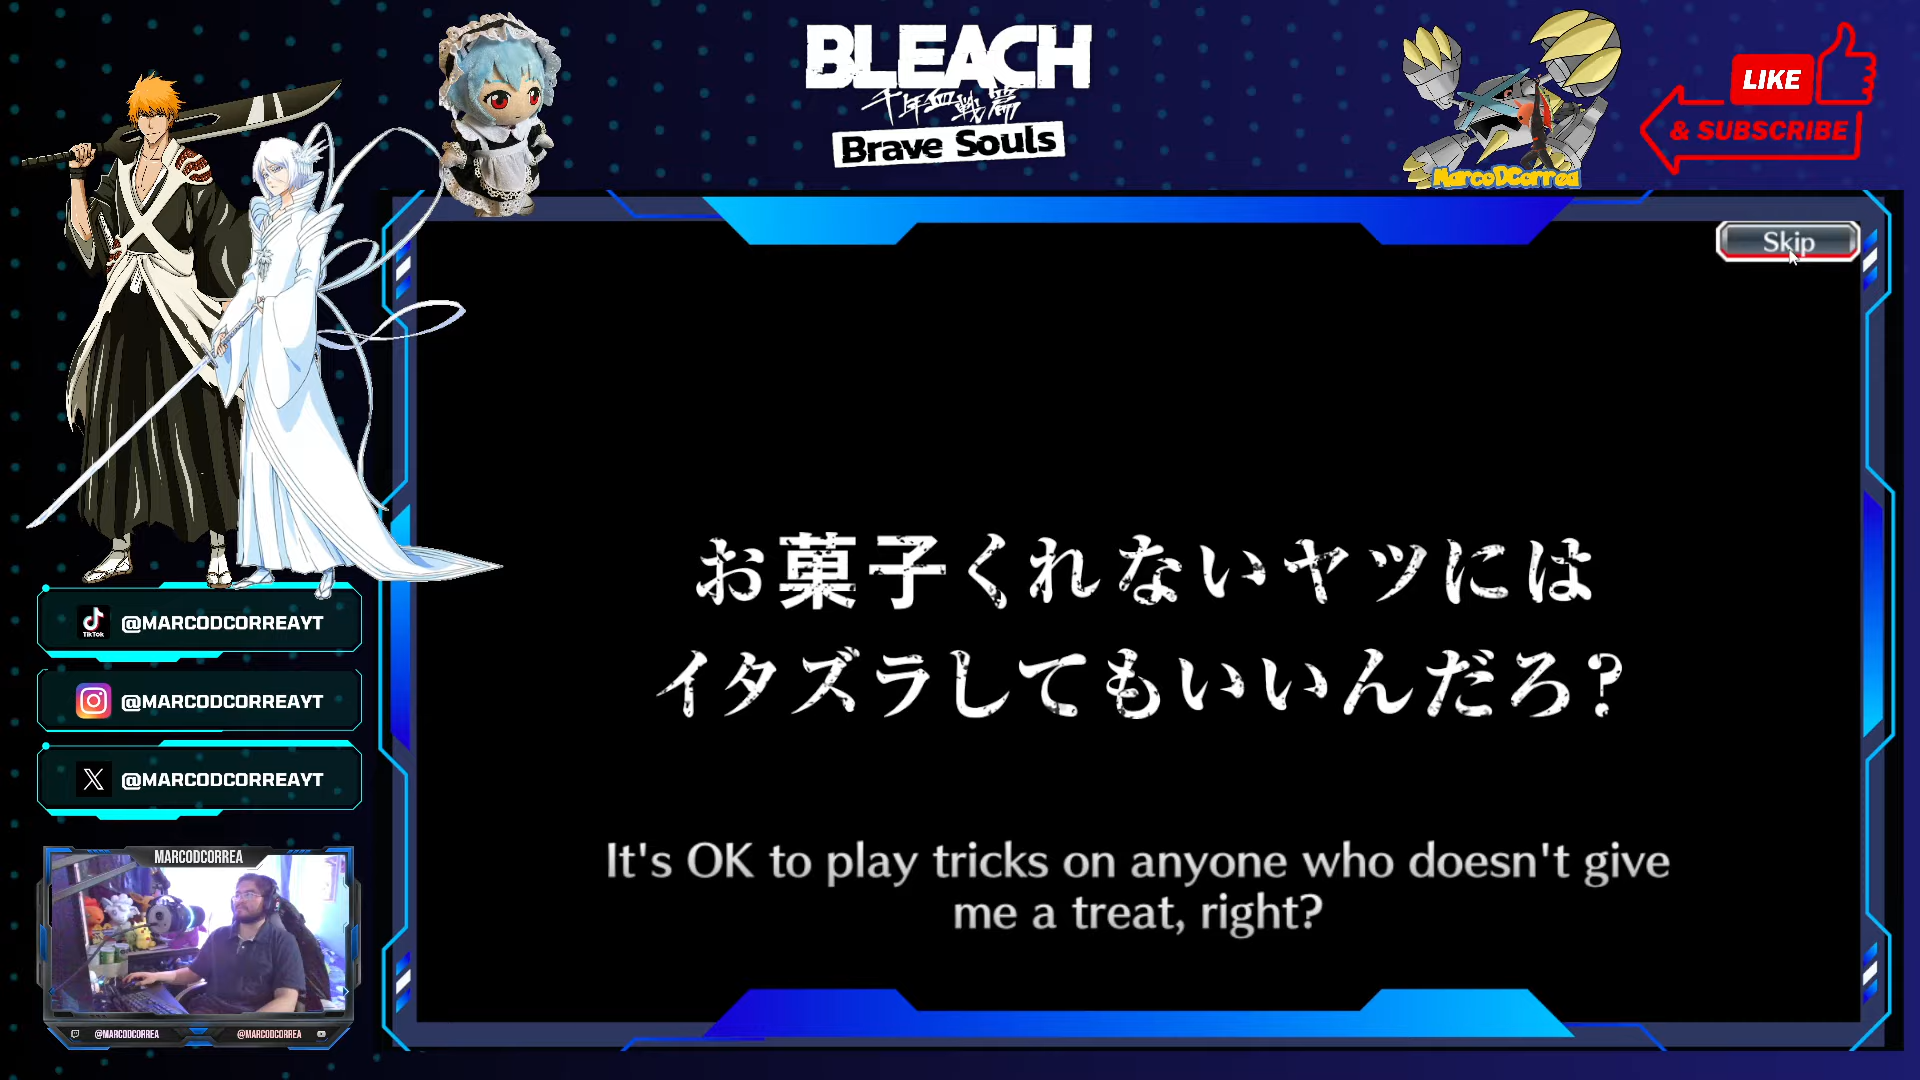 BLEACH
千年血戦篇
Brave Souls
MarcoDCorrea
LIKE
& SUBSCRIBE
Skip
お菓子くれないヤツには
イタズラしてもいいんだろ?
It's OK to play tricks on anyone who doesn't give
me a treat, right?
TikTok
@MARCODCORREAYT
@MARCODCORREAYT
@MARCODCORREAYT
MARCODCORREA
@MARCODCORREA
@MARCODCORREA